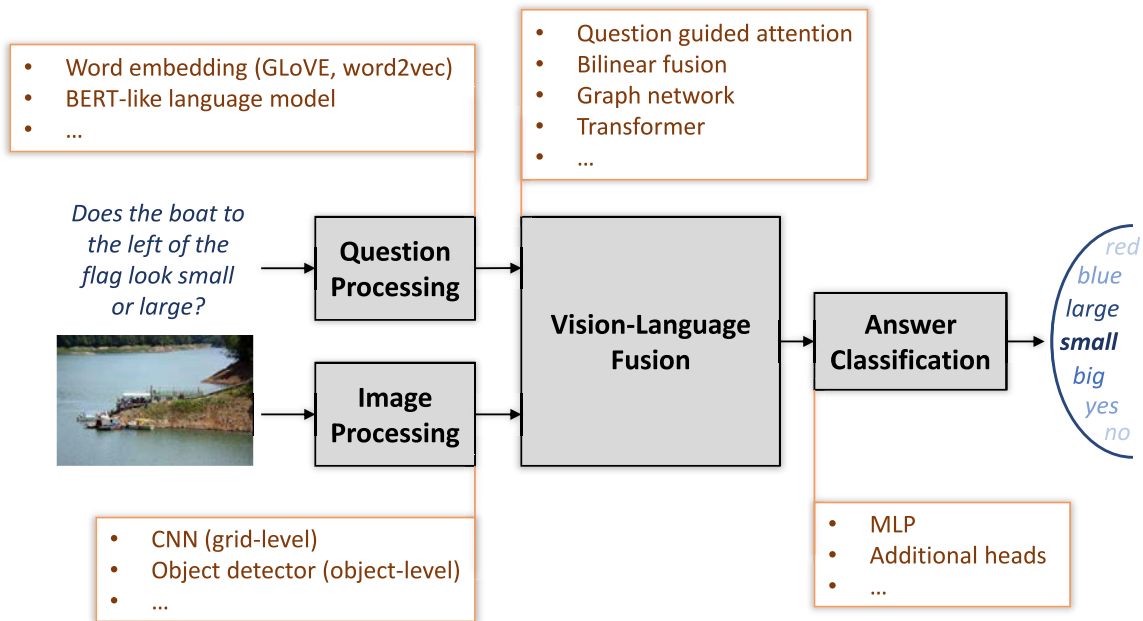 • Word embedding (GLoVE, word2vec)
• BERT-like language model
• …
• Question guided attention
• Bilinear fusion
• Graph network
• Transformer
• …
Does the boat to
the left of the
flag look small
or large?
Question
Processing
Image
Processing
Vision-Language
Fusion
Answer
Classification
red
blue
large
small
big
yes
no
• CNN (grid-level)
• Object detector (object-level)
• …
• MLP
• Additional heads
• …